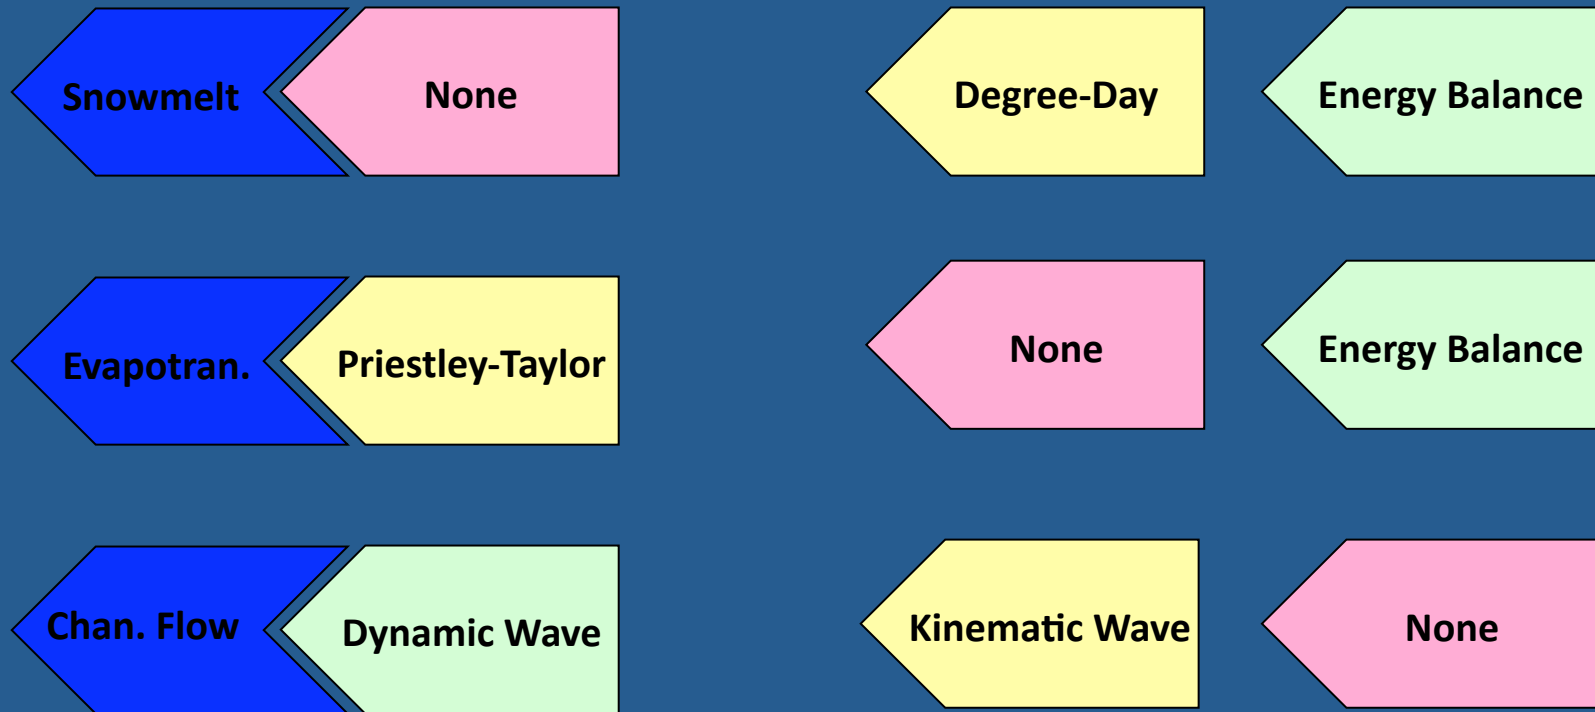 Snowmelt
None
Degree-Day
Energy Balance
Evapotran.
Priestley-Taylor
None
Energy Balance
Chan. Flow
Dynamic Wave
Kinematic Wave
None